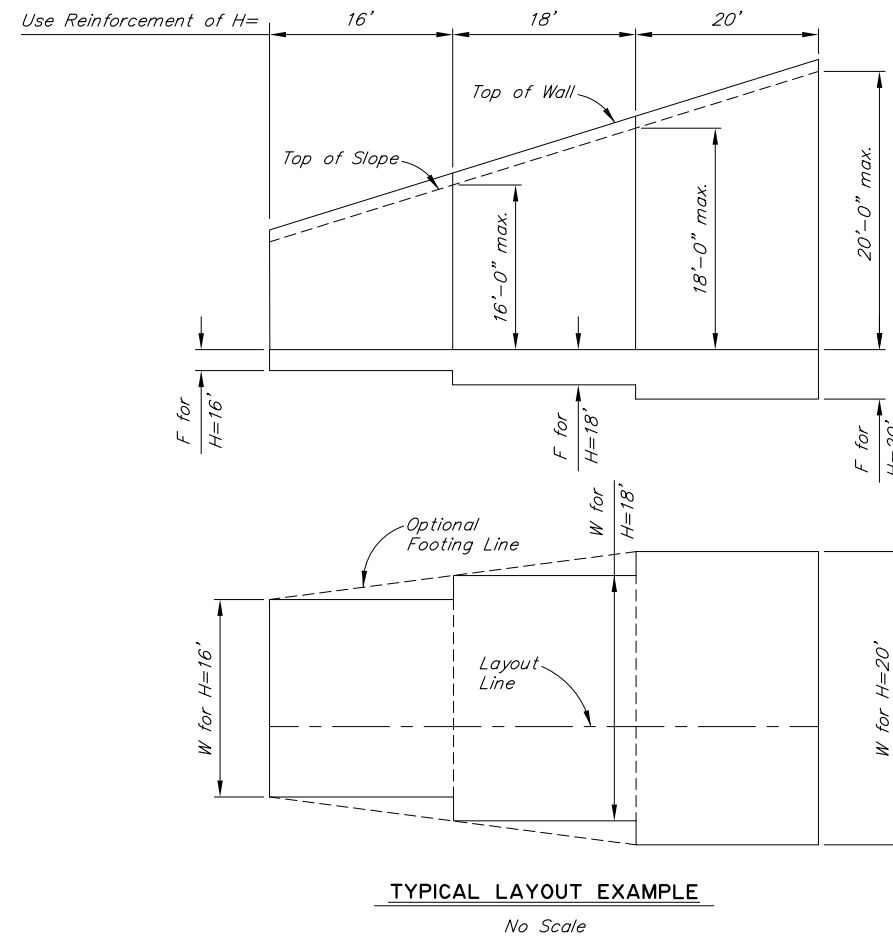 Use Reinforcement of H=
16'
18'
20'
Top of Wall
Top of Slope
16'-0" max.
18'-0" max.
20'-0" max.
F for
H=16'
F for
H=18'
F for
H=20'
Optional
Footing Line
W for
H=18'
W for H=16'
Layout
Line
W for H=20'
TYPICAL LAYOUT EXAMPLE
No Scale